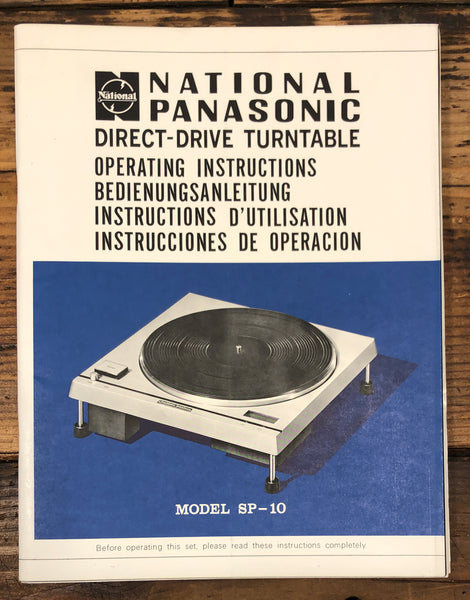 National
NATIONAL
PANASONIC
DIRECT-DRIVE TURNTABLE
OPERATING INSTRUCTIONS
BEDIENUNGSANLEITUNG
INSTRUCTIONS D'UTILISATION
INSTRUCCIONES DE OPERACION
MODEL SP-10
Before operating this set, please read these instructions completely